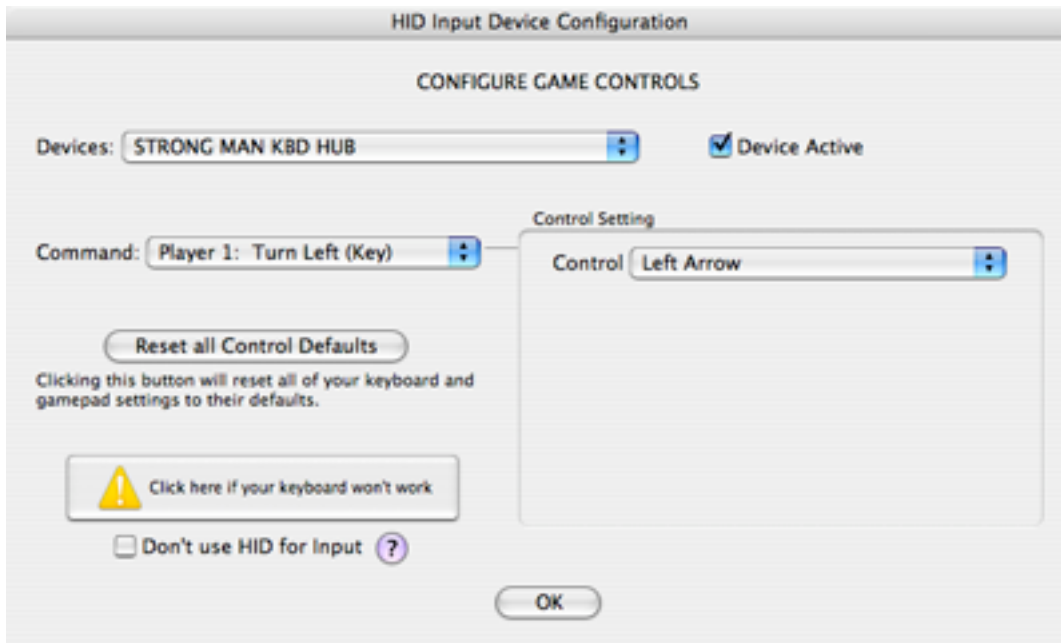 HID Input Device Configuration
CONFIGURE GAME CONTROLS
Devices: STRONG MAN KBD HUB
Device Active
Control Setting
Command: Player 1: Turn Left (Key)
Control Left Arrow
Reset all Control Defaults
Clicking this button will reset all of your keyboard and
gamepad settings to their defaults.
Click here if your keyboard won't work
Don't use HID for Input ?
OK